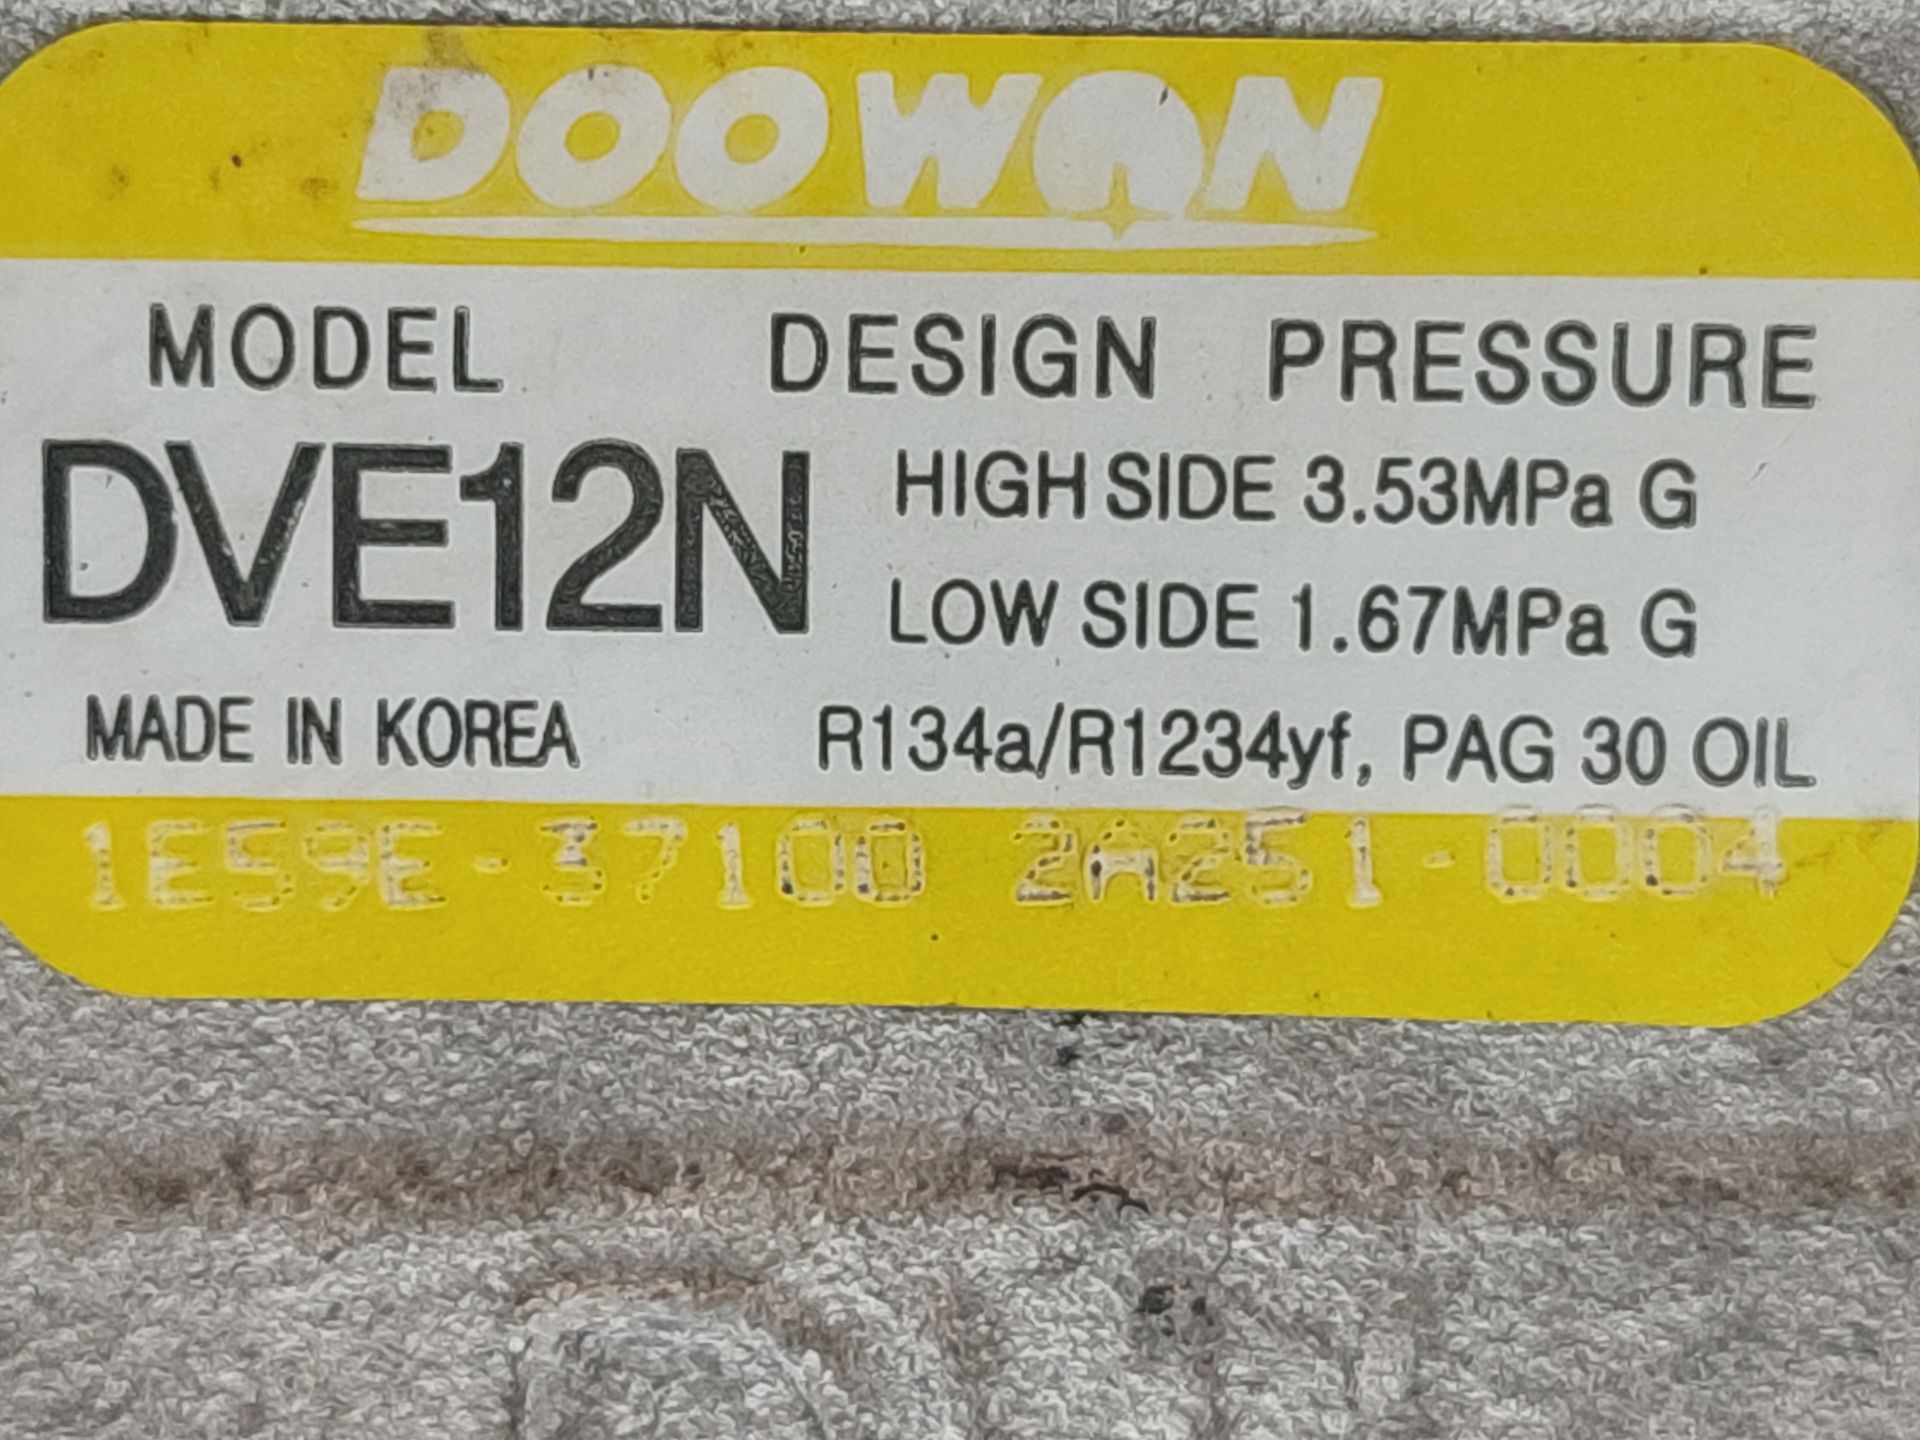 DOOWON
MODEL DESIGN PRESSURE
DVE12N HIGH SIDE 3.53MPa G
LOW SIDE 1.67MPa G
MADE IN KOREA R134a/R1234yf, PAG 30 OIL
1E59E-37100 2A251-0004